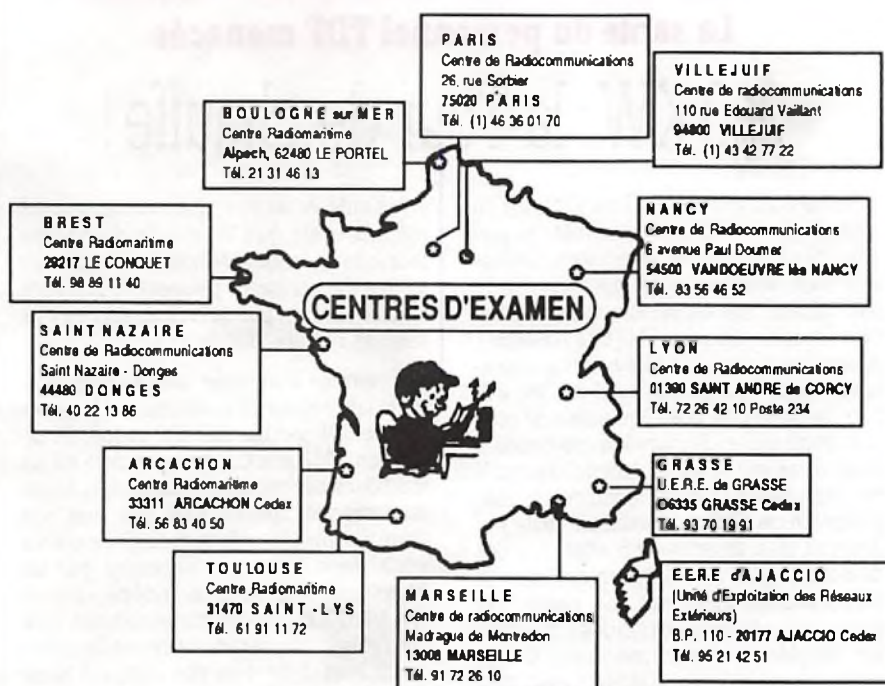 PARIS
Centre de Radiocommunications
26, rue Sorbier
75020 PARIS
Tél. (1) 46 36 01 70
VILLEJUIF
Centre de radiocommunications
110 rue Edouard Vaillant
94800 VILLEJUIF
Tél. (1) 43 42 77 22
BOULOGNE sur MER
Centre Radiomaritime
Alpech, 62480 LE PORTEL
Tél. 21 31 46 13
NANCY
Centre de Radiocommunications
6 avenue Paul Doumer
54500 VANDOEUVRE lès NANCY
Tél. 83 56 46 52
BREST
Centre Radiomaritime
29217 LE CONQUET
Tél. 98 89 11 40
CENTRES D'EXAMEN
SAINT NAZAIRE
Centre de Radiocommunications
Saint Nazaire - Donges
44480 DONGES
Tél. 40 22 13 86
LYON
Centre de Radiocommunications
01390 SAINT ANDRE de CORCY
Tél. 72 26 42 10 Poste 234
ARCACHON
Centre Radiomaritime
33311 ARCACHON Cedex
Tél. 56 83 40 50
GRASSE
U.E.R.E. de GRASSE
O6335 GRASSE Cedex
Tél. 93 70 19 91
TOULOUSE
Centre Radiomaritime
31470 SAINT-LYS
Tél. 61 91 11 72
MARSEILLE
Centre de radiocommunications
Madrague de Montredon
13008 MARSEILLE
Tél. 91 72 26 10
E.E.R.E d'AJACCIO
(Unité d'Exploitation des Réseaux
Extérieurs)
B.P. 110 - 20177 AJACCIO Cedex
Tél. 95 21 42 51